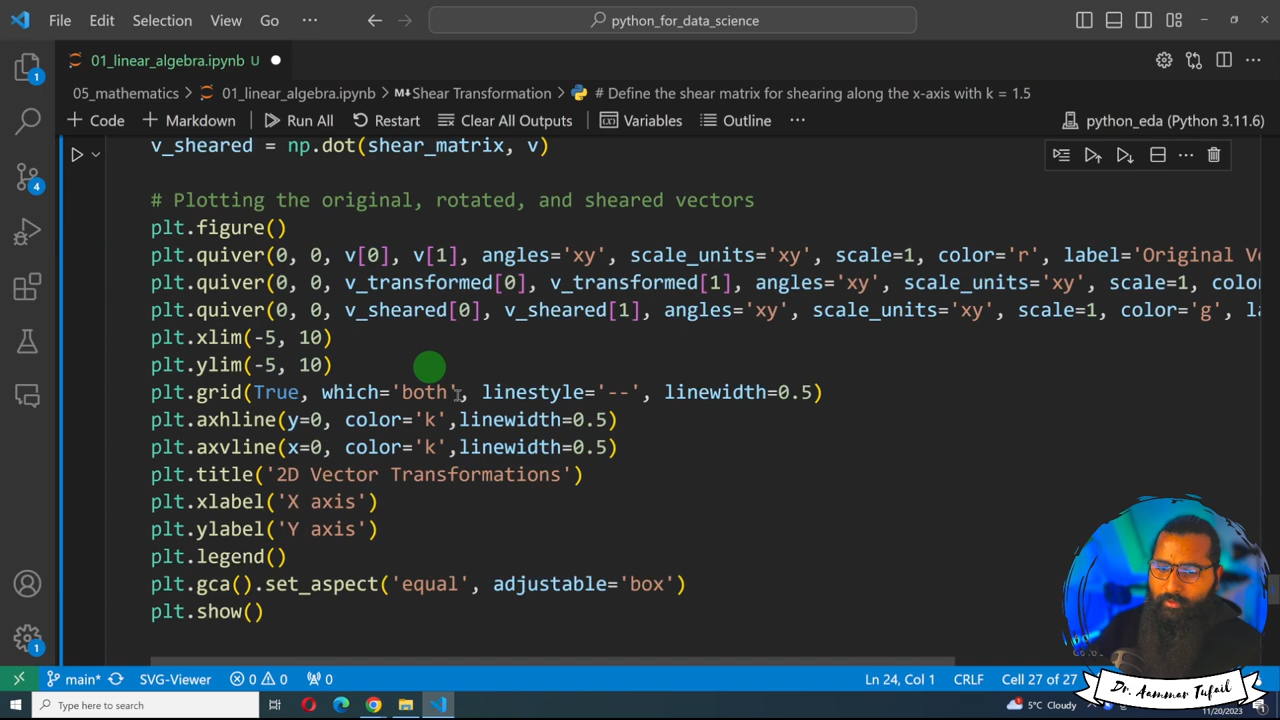 File Edit Selection View Go ··· python_for_data_science
01_linear_algebra.ipynb U
05_mathematics > 01_linear_algebra.ipynb > Shear Transformation > # Define the shear matrix for shearing along the x-axis with k = 1.5
+ Code + Markdown Run All Restart Clear All Outputs Variables Outline ··· python_eda (Python 3.11.6)
v_sheared = np.dot(shear_matrix, v)
# Plotting the original, rotated, and sheared vectors
plt.figure()
plt.quiver(0, 0, v[0], v[1], angles='xy', scale_units='xy', scale=1, color='r', label='Original V
plt.quiver(0, 0, v_transformed[0], v_transformed[1], angles='xy', scale_units='xy', scale=1, col
plt.quiver(0, 0, v_sheared[0], v_sheared[1], angles='xy', scale_units='xy', scale=1, color='g', l
plt.xlim(-5, 10)
plt.ylim(-5, 10)
plt.grid(True, which='both', linestyle='--', linewidth=0.5)
plt.axhline(y=0, color='k',linewidth=0.5)
plt.axvline(x=0, color='k',linewidth=0.5)
plt.title('2D Vector Transformations')
plt.xlabel('X axis')
plt.ylabel('Y axis')
plt.legend()
plt.gca().set_aspect('equal', adjustable='box')
plt.show()
1
4
1
main* SVG-Viewer 0 0 0 Ln 24, Col 1 CRLF Cell 27 of 27
Dr. Aammar Tufail
Type here to search 5°C Cloudy 11/20/2023